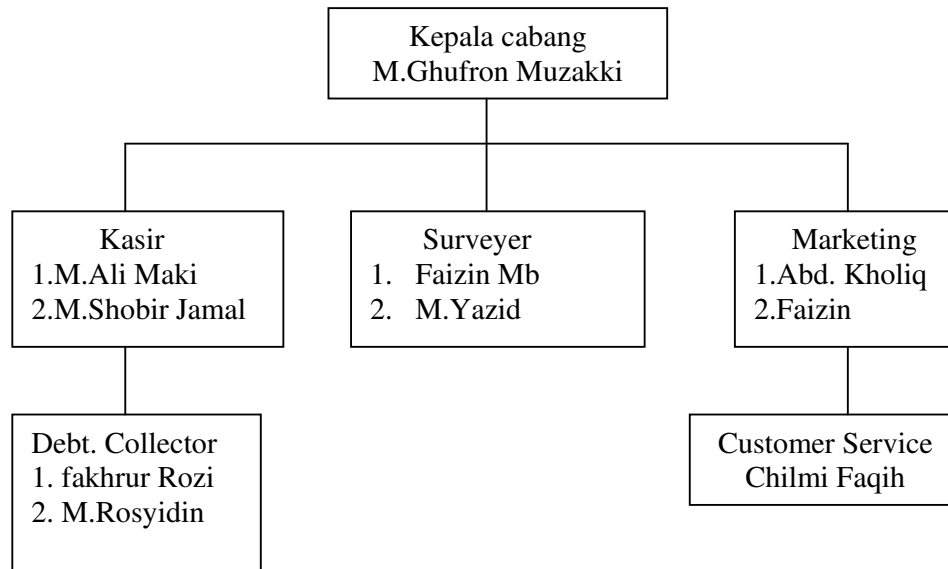 Kepala cabang
M.Ghufron Muzakki
Kasir
1.M.Ali Maki
2.M.Shobir Jamal
Surveyer
1. Faizin Mb
2. M.Yazid
Marketing
1.Abd. Kholiq
2.Faizin
Debt. Collector
1. fakhrur Rozi
2. M.Rosyidin
Customer Service
Chilmi Faqih